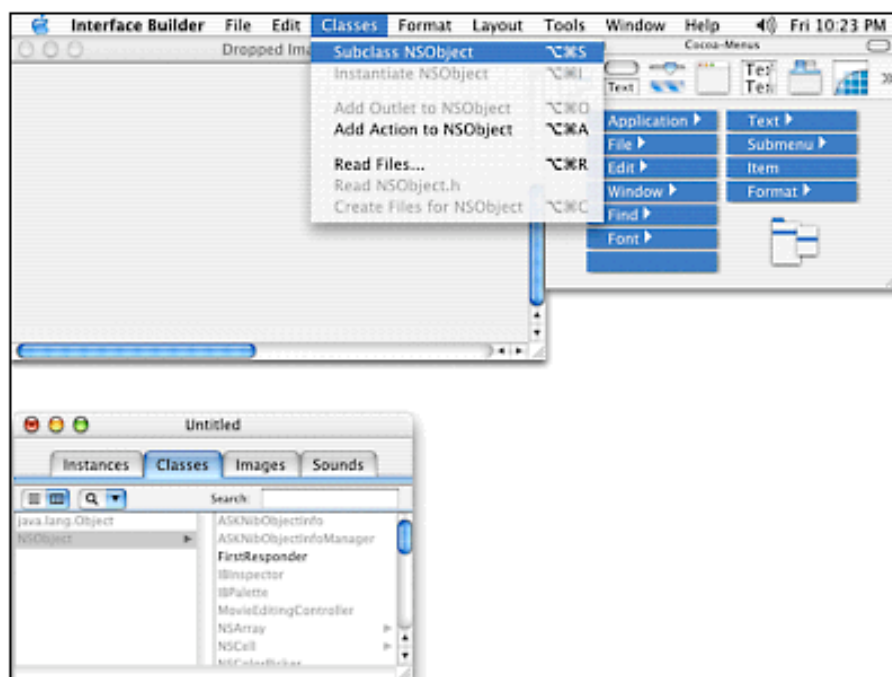 Interface Builder File Edit Classes Format Layout Tools Window Help Fri 10:23 PM
Dropped Ima
Cocoa-Menus
Subclass NSObject ⌥⌘S
Instantiate NSObject ⌥⌘I
Add Outlet to NSObject ⌥⌘O
Add Action to NSObject ⌥⌘A
Read Files... ⌥⌘R
Read NSObject.h
Create Files for NSObject ⌥⌘C
Text
Application
File
Edit
Window
Find
Font
Text
Submenu
Item
Format
Untitled
Instances Classes Images Sounds
Search:
java.lang.Object
NSObject
ASKNibObjectInfo
ASKNibObjectInfoManager
FirstResponder
IBInspector
IBPalette
MovieEditingController
NSArray
NSCell
NSColorPicker